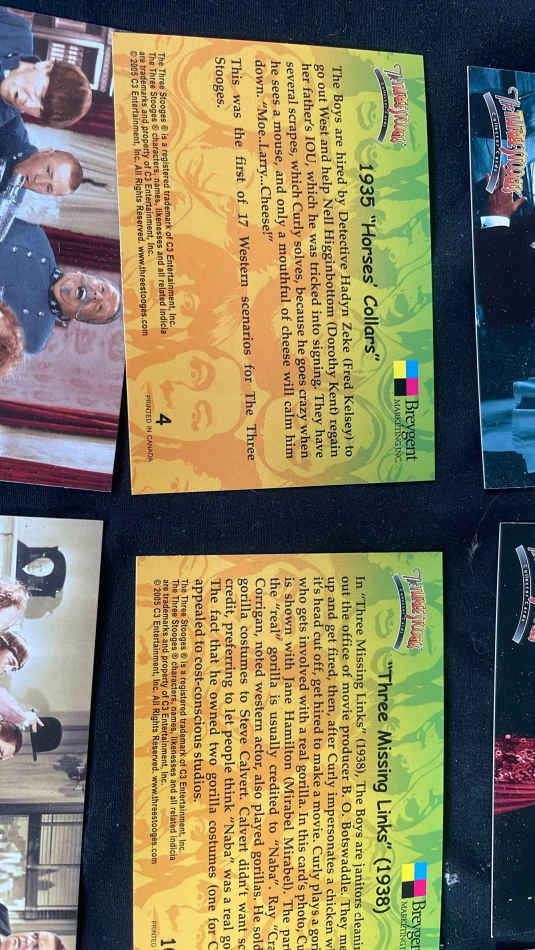 THE THREE STOOGES
1935 "Horses' Collars"
Breygent
MARKETING INC.
The Boys are hired by Detective Hadyn Zeke (Fred Kelsey) to
go out West and help Nell Higginbottom (Dorothy Kent) regain
her father's IOU, which he was tricked into signing. They have
several scrapes, which Curly solves, because he goes crazy when
he sees a mouse, and only a mouthful of cheese will calm him
down. "Moe...Larry...Cheese!"
This was the first of 17 Western scenarios for The Three
Stooges.
The Three Stooges ® is a registered trademark of C3 Entertainment, Inc.
The Three Stooges ® characters, names, likenesses and all related indicia
are trademarks and property of C3 Entertainment, Inc.
© 2005 C3 Entertainment, Inc. All Rights Reserved. www.threestooges.com
4
PRINTED IN CANADA
THE THREE STOOGES
"Three Missing Links" (1938)
Breygent
MARKETING
In "Three Missing Links" (1938), The Boys are janitors
out the office of movie producer B. O. Botswaddle. They
up and get fired, then, after Curly impersonates a chicken
it's head cut off, get hired to make a movie. Curly plays a
who gets involved with a real gorilla. In this card's photo,
is shown with Jane Hamilton (Mirabel Mirabel). The
the "real" gorilla is usually credited to "Naba". Ray
Corrigan, noted western actor, also played gorillas. He
gorilla costumes to Steve Calvert. Calvert didn't want
credit, preferring to let people think "Naba" was a real
The fact that he owned two gorilla costumes (one for
appealed to cost-conscious studios.
The Three Stooges ® is a registered trademark of C3 Entertainment, Inc.
The Three Stooges ® characters, names, likenesses and all related indicia
are trademarks and property of C3 Entertainment, Inc.
© 2005 C3 Entertainment, Inc. All Rights Reserved. www.threestooges.com
PRINTED
THE THREE STOOGES
COLLECTOR CARDS